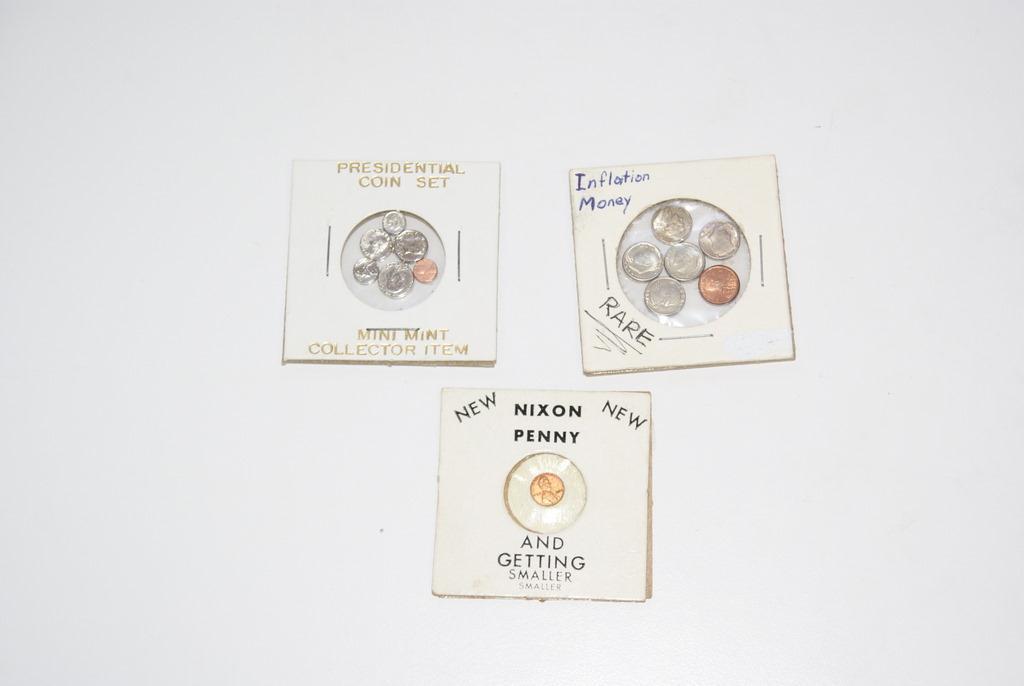 PRESIDENTIAL
COIN SET
MINI MINT
COLLECTOR ITEM
Inflation
Money
RARE
NEW NIXON NEW
PENNY
AND
GETTING
SMALLER
SMALLER